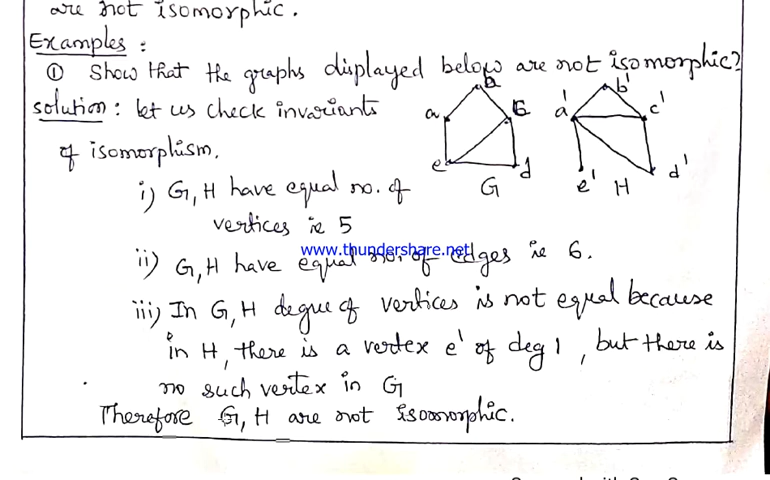 are not isomorphic.
Examples :
① Show that the graphs displayed below are not isomorphic?
solution : let us check invariants
of isomorphism.
a
e
d
G
a'
b'
c'
d'
e'
H
i) G, H have equal no. of
vertices ie 5
www.thundershare.net
ii) G, H have equal no. of edges ie 6.
iii) In G, H degree of vertices is not equal because
in H, there is a vertex e' of deg 1, but there is
no such vertex in G
Therefore G, H are not isomorphic.